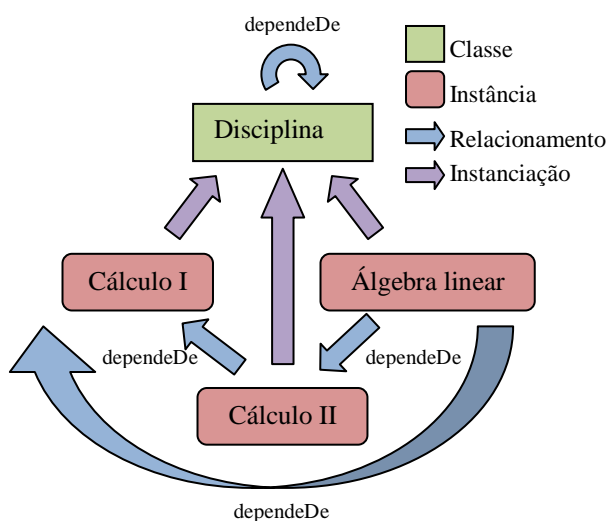 dependeDe
Classe
Instância
Relacionamento
Instanciação
Disciplina
Cálculo I
Álgebra linear
dependeDe
dependeDe
Cálculo II
dependeDe